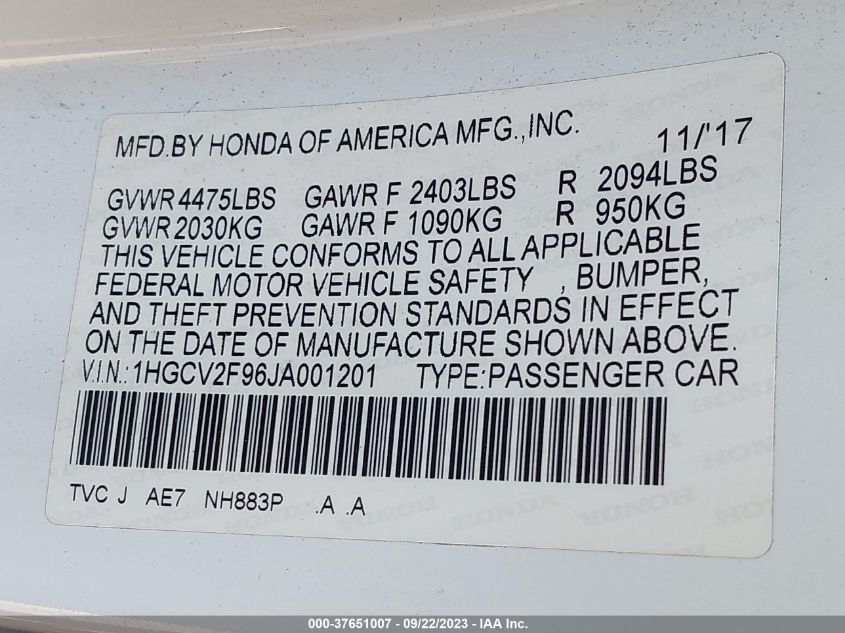 MFD.BY HONDA OF AMERICA MFG.,INC. 11/'17
GVWR 4475LBS GAWR F 2403LBS R 2094LBS
GVWR 2030KG GAWR F 1090KG R 950KG
THIS VEHICLE CONFORMS TO ALL APPLICABLE
FEDERAL MOTOR VEHICLE SAFETY , BUMPER,
AND THEFT PREVENTION STANDARDS IN EFFECT
ON THE DATE OF MANUFACTURE SHOWN ABOVE.
V.I.N.:1HGCV2F96JA001201 TYPE:PASSENGER CAR
TVC J AE7 NH883P .A .A
000-37651007 - 09/22/2023 - IAA Inc.